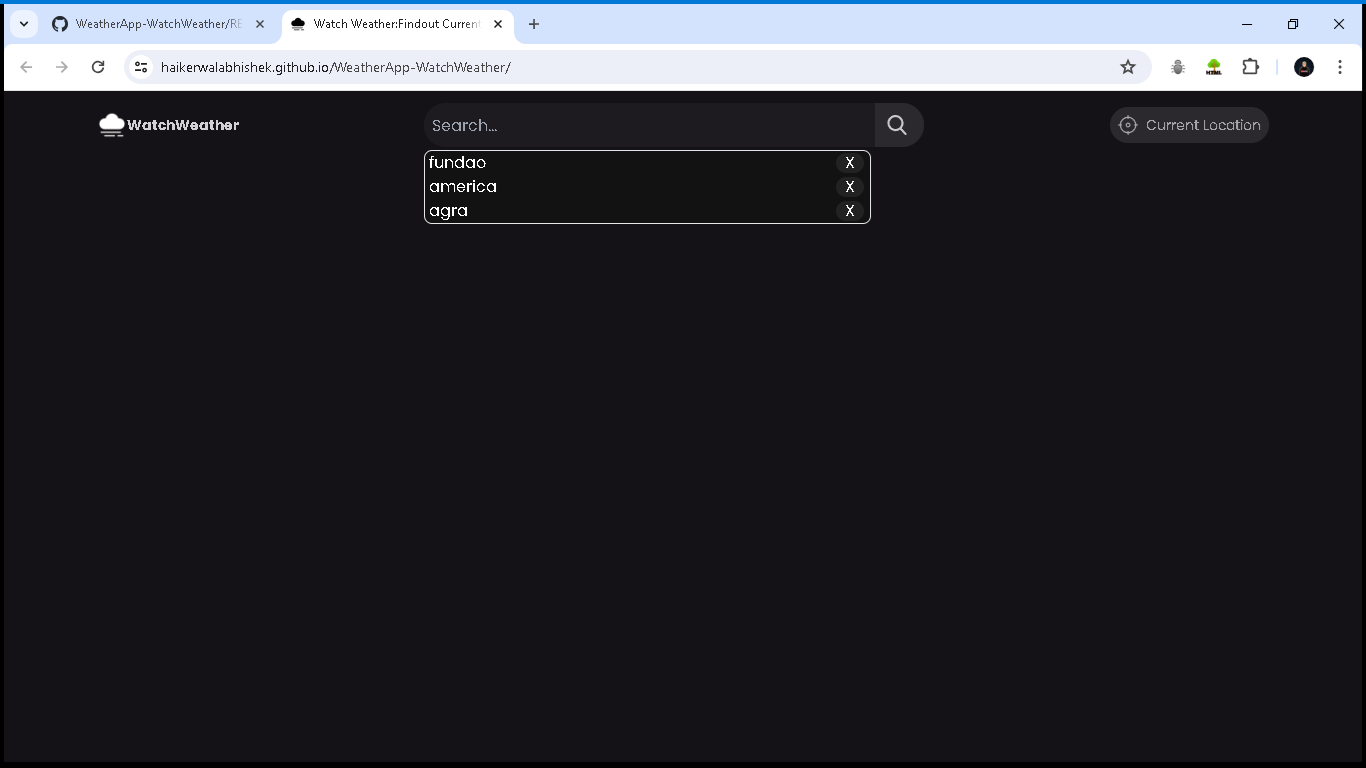 WeatherApp-WatchWeather/RE
Watch Weather:Findout Current
haikerwalabhishek.github.io/WeatherApp-WatchWeather/
HTML
WatchWeather
Search...
Current Location
fundao X
america X
agra X